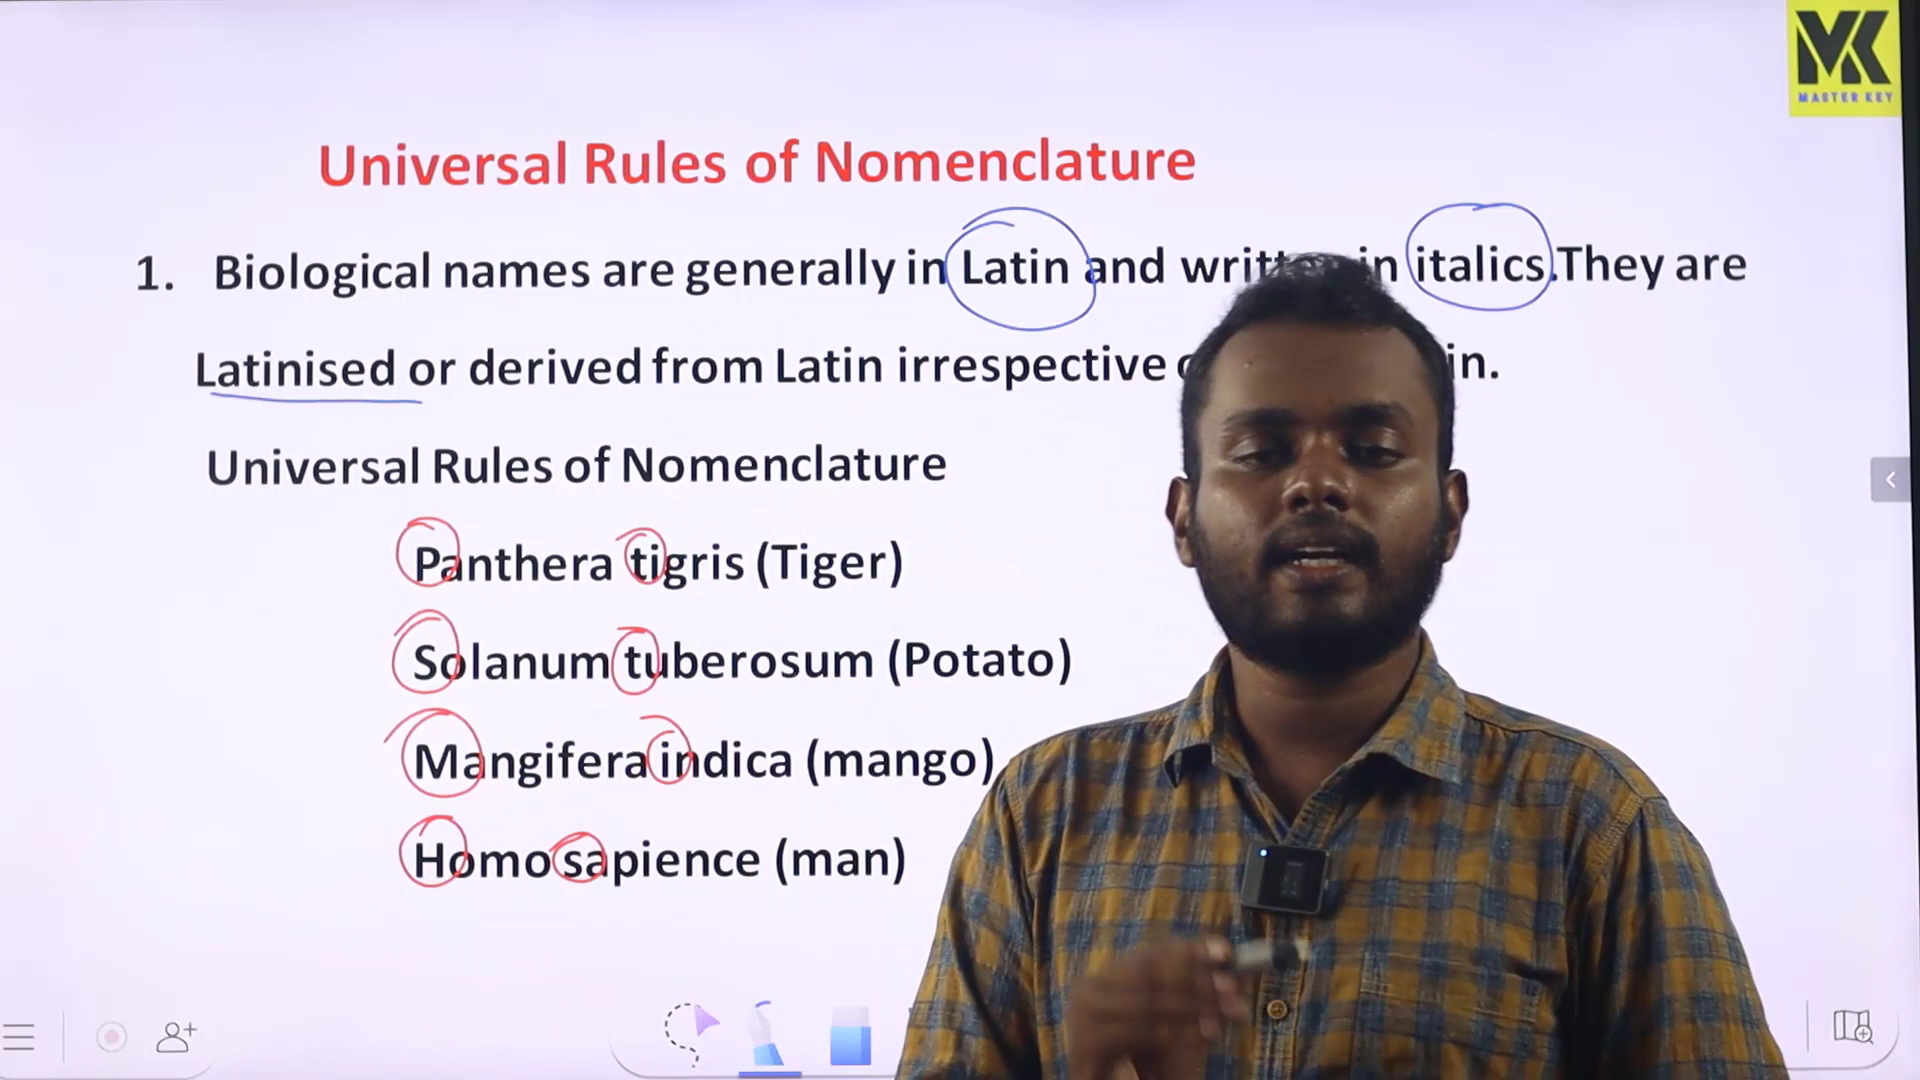 MK
MASTER KEY
Universal Rules of Nomenclature
1. Biological names are generally in Latin and written in italics.They are
Latinised or derived from Latin irrespective in.
Universal Rules of Nomenclature
Panthera tigris (Tiger)
Solanum tuberosum (Potato)
Mangifera indica (mango)
Homo sapience (man)